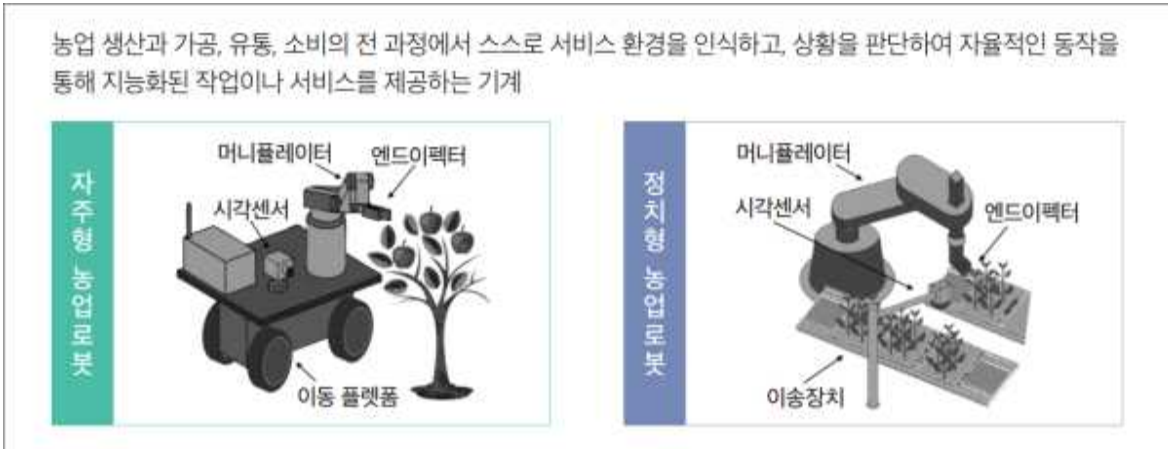 농업 생산과 가공, 유통, 소비의 전 과정에서 스스로 서비스 환경을 인식하고, 상황을 판단하여 자율적인 동작을
통해 지능화된 작업이나 서비스를 제공하는 기계
자주형 농업로봇
머니퓰레이터
엔드이펙터
시각센서
이동 플랫폼
정치형 농업로봇
머니퓰레이터
시각센서
엔드이펙터
이송장치